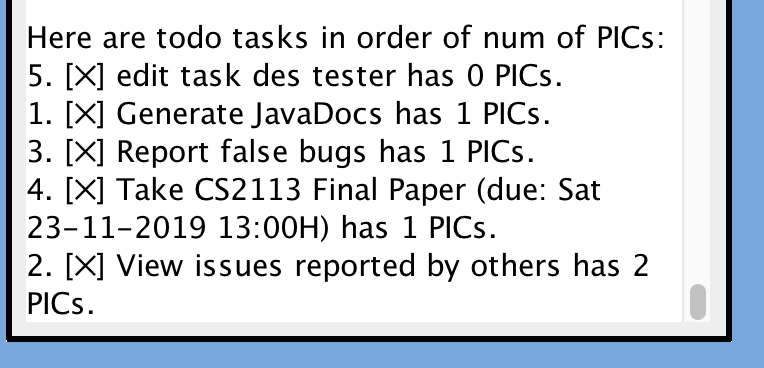 Here are todo tasks in order of num of PICs:
5. [✗] edit task des tester has 0 PICs.
1. [✗] Generate JavaDocs has 1 PICs.
3. [✗] Report false bugs has 1 PICs.
4. [✗] Take CS2113 Final Paper (due: Sat
23-11-2019 13:00H) has 1 PICs.
2. [✗] View issues reported by others has 2
PICs.